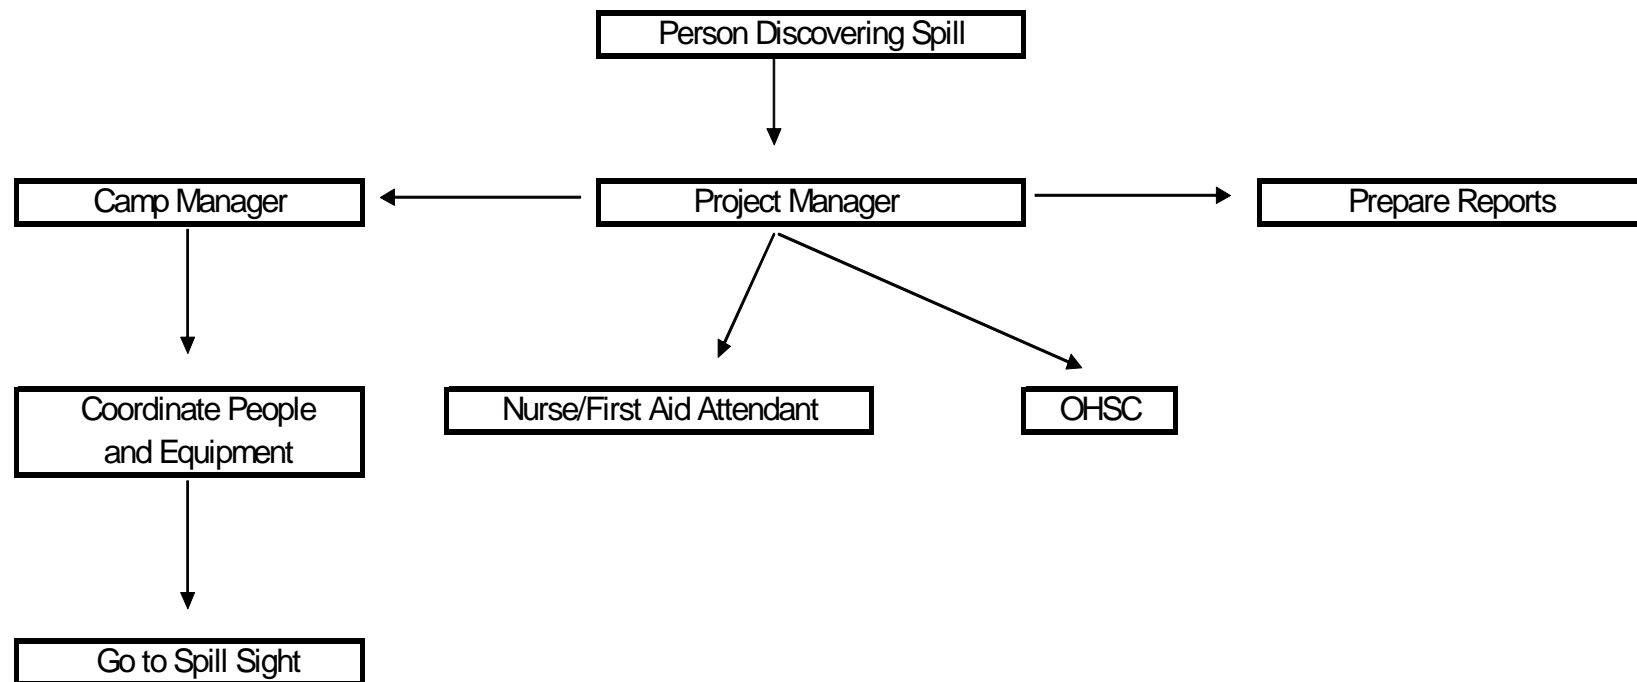 Person Discovering Spill
Camp Manager
Project Manager
Prepare Reports
Coordinate People
and Equipment
Nurse/First Aid Attendant
OHSC
Go to Spill Sight